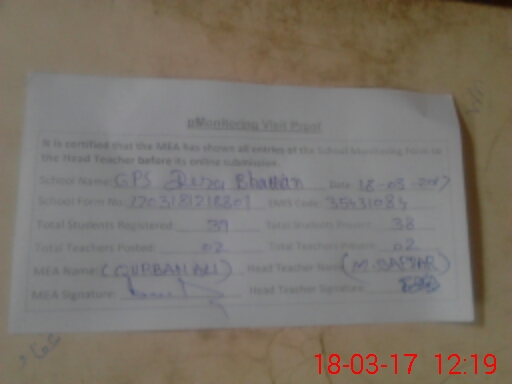 pMonitoring Visit Proof
It is certified that the MEA has shown all entries of the School Monitoring Form to
the Head Teacher before its online submission.
School Name: GPS Dera Bhattian Date 18-03-2017
School Form No: EMIS Code: 35431084
Total Students Registered: 39 Total Students Present: 38
Total Teachers Posted: 02 Total Teachers Present: 02
MEA Name: (QURBAN ALI) Head Teacher Name (M. SAFDAR)
MEA Signature: Head Teacher Signature:
18-03-17 12:19